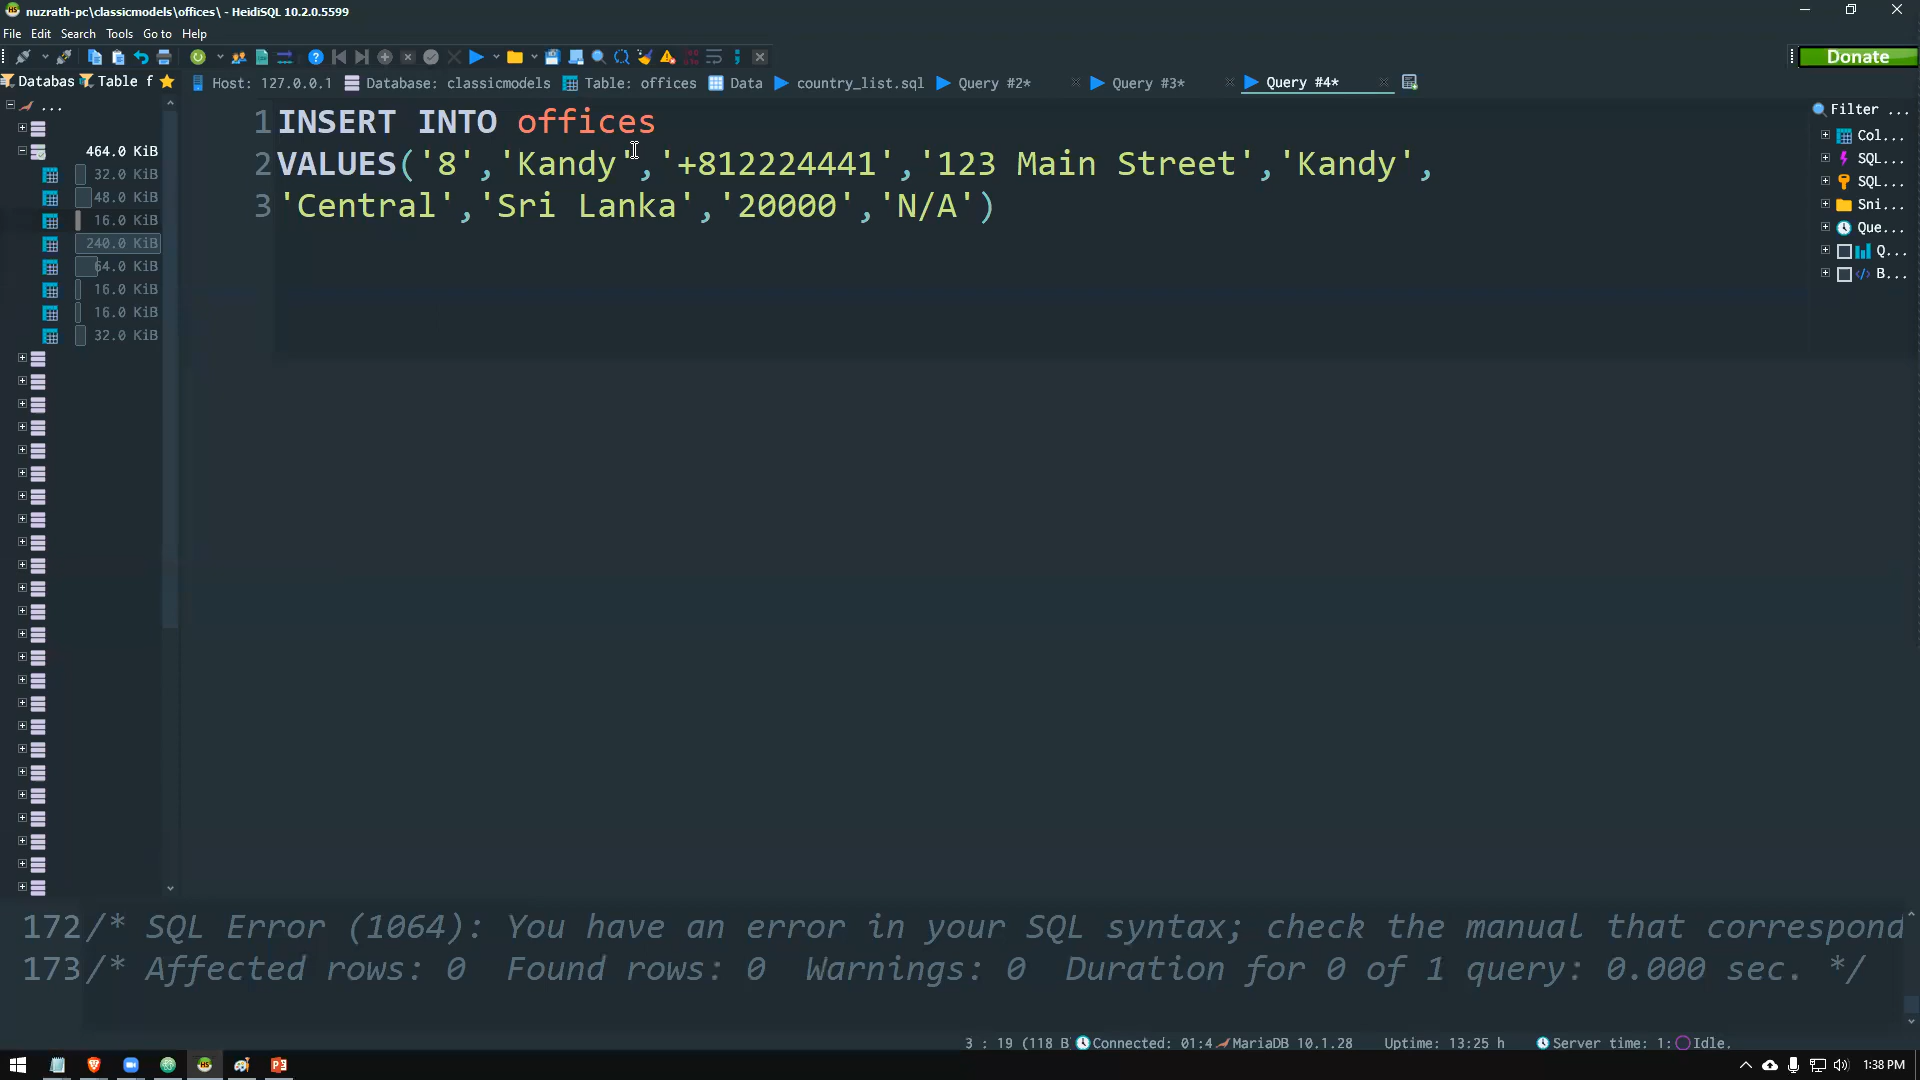 nuzrath-pc\classicmodels\offices\ - HeidiSQL 10.2.0.5599
File Edit Search Tools Go to Help
Donate
Databas Table f Host: 127.0.0.1 Database: classicmodels Table: offices Data country_list.sql Query #2* Query #3* Query #4*
...
464.0 KiB
32.0 KiB
48.0 KiB
16.0 KiB
240.0 KiB
64.0 KiB
16.0 KiB
16.0 KiB
32.0 KiB
1 INSERT INTO offices
2 VALUES('8','Kandy','+812224441','123 Main Street','Kandy',
3 'Central','Sri Lanka','20000','N/A')
Filter ...
Col...
SQL...
SQL...
Sni...
Que...
Q...
B...
172 /* SQL Error (1064): You have an error in your SQL syntax; check the manual that correspond
173 /* Affected rows: 0 Found rows: 0 Warnings: 0 Duration for 0 of 1 query: 0.000 sec. */
3 : 19 (118 B Connected: 01:4 MariaDB 10.1.28 Uptime: 13:25 h Server time: 1: Idle.
1:38 PM